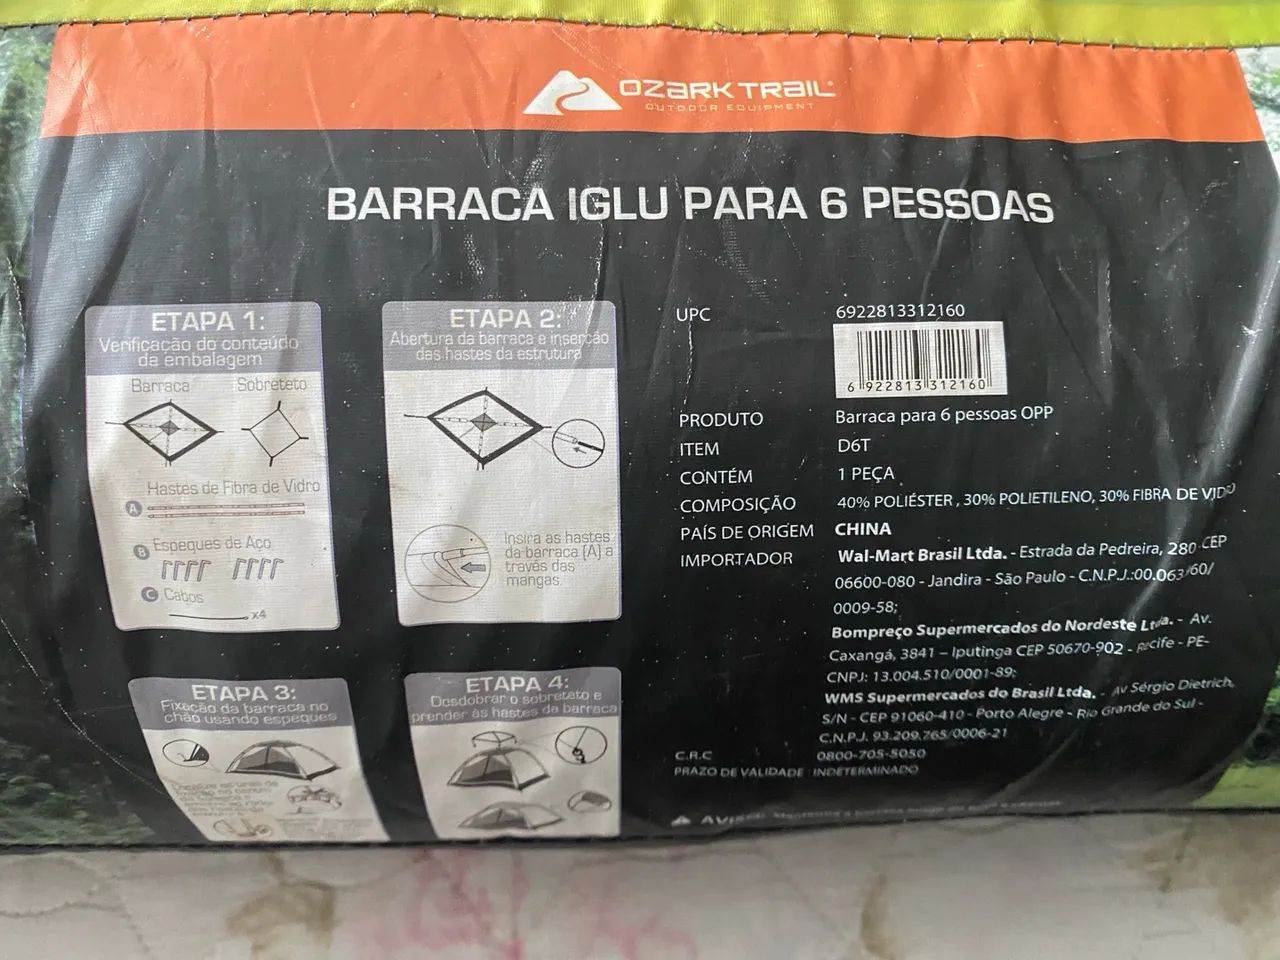 OZARK TRAIL
OUTDOOR EQUIPMENT
BARRACA IGLU PARA 6 PESSOAS
ETAPA 1:
Verificação do conteúdo
da embalagem
Barraca Sobreteto
Hastes de Fibra de Vidro
A
B Espeques de Aço
C Cabos
x4
ETAPA 2:
Abertura da barraca e inserção
das hastes da estrutura
Insira as hastes
da barraca (A) a
través das
mangas.
ETAPA 3:
Fixação da barraca no
chão usando espeques
ETAPA 4:
Desdobrar o sobreteto e
prender às hastes da barraca
UPC 6922813312160
6 922813 312160
PRODUTO Barraca para 6 pessoas OPP
ITEM D6T
CONTÉM 1 PEÇA
COMPOSIÇÃO 40% POLIÉSTER , 30% POLIETILENO, 30% FIBRA DE VIDRO
PAÍS DE ORIGEM CHINA
IMPORTADOR Wal-Mart Brasil Ltda. - Estrada da Pedreira, 280 CEP
06600-080 - Jandira - São Paulo - C.N.P.J.:00.063960/
0009-58;
Bompreço Supermercados do Nordeste Ltda. - Av.
Caxangá, 3841 – Iputinga CEP 50670-902 - Recife - PE-
CNPJ: 13.004.510/0001-89;
WMS Supermercados do Brasil Ltda. - Av Sérgio Dietrich,
S/N - CEP 91060-410 - Porto Alegre - Rio Grande do Sul -
C.N.P.J. 93.209.765/0006-21
C.R.C 0800-705-5050
PRAZO DE VALIDADE INDETERMINADO